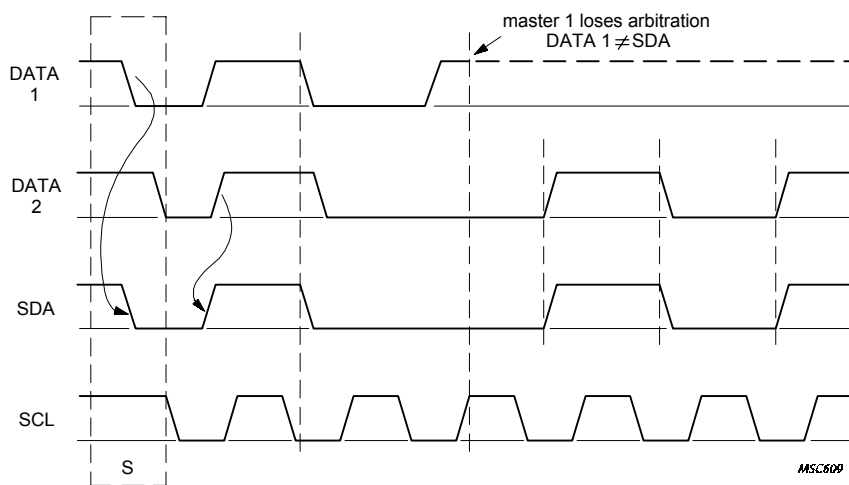 master 1 loses arbitration
DATA 1 ≠ SDA
DATA
1
DATA
2
SDA
SCL
S
MSC609